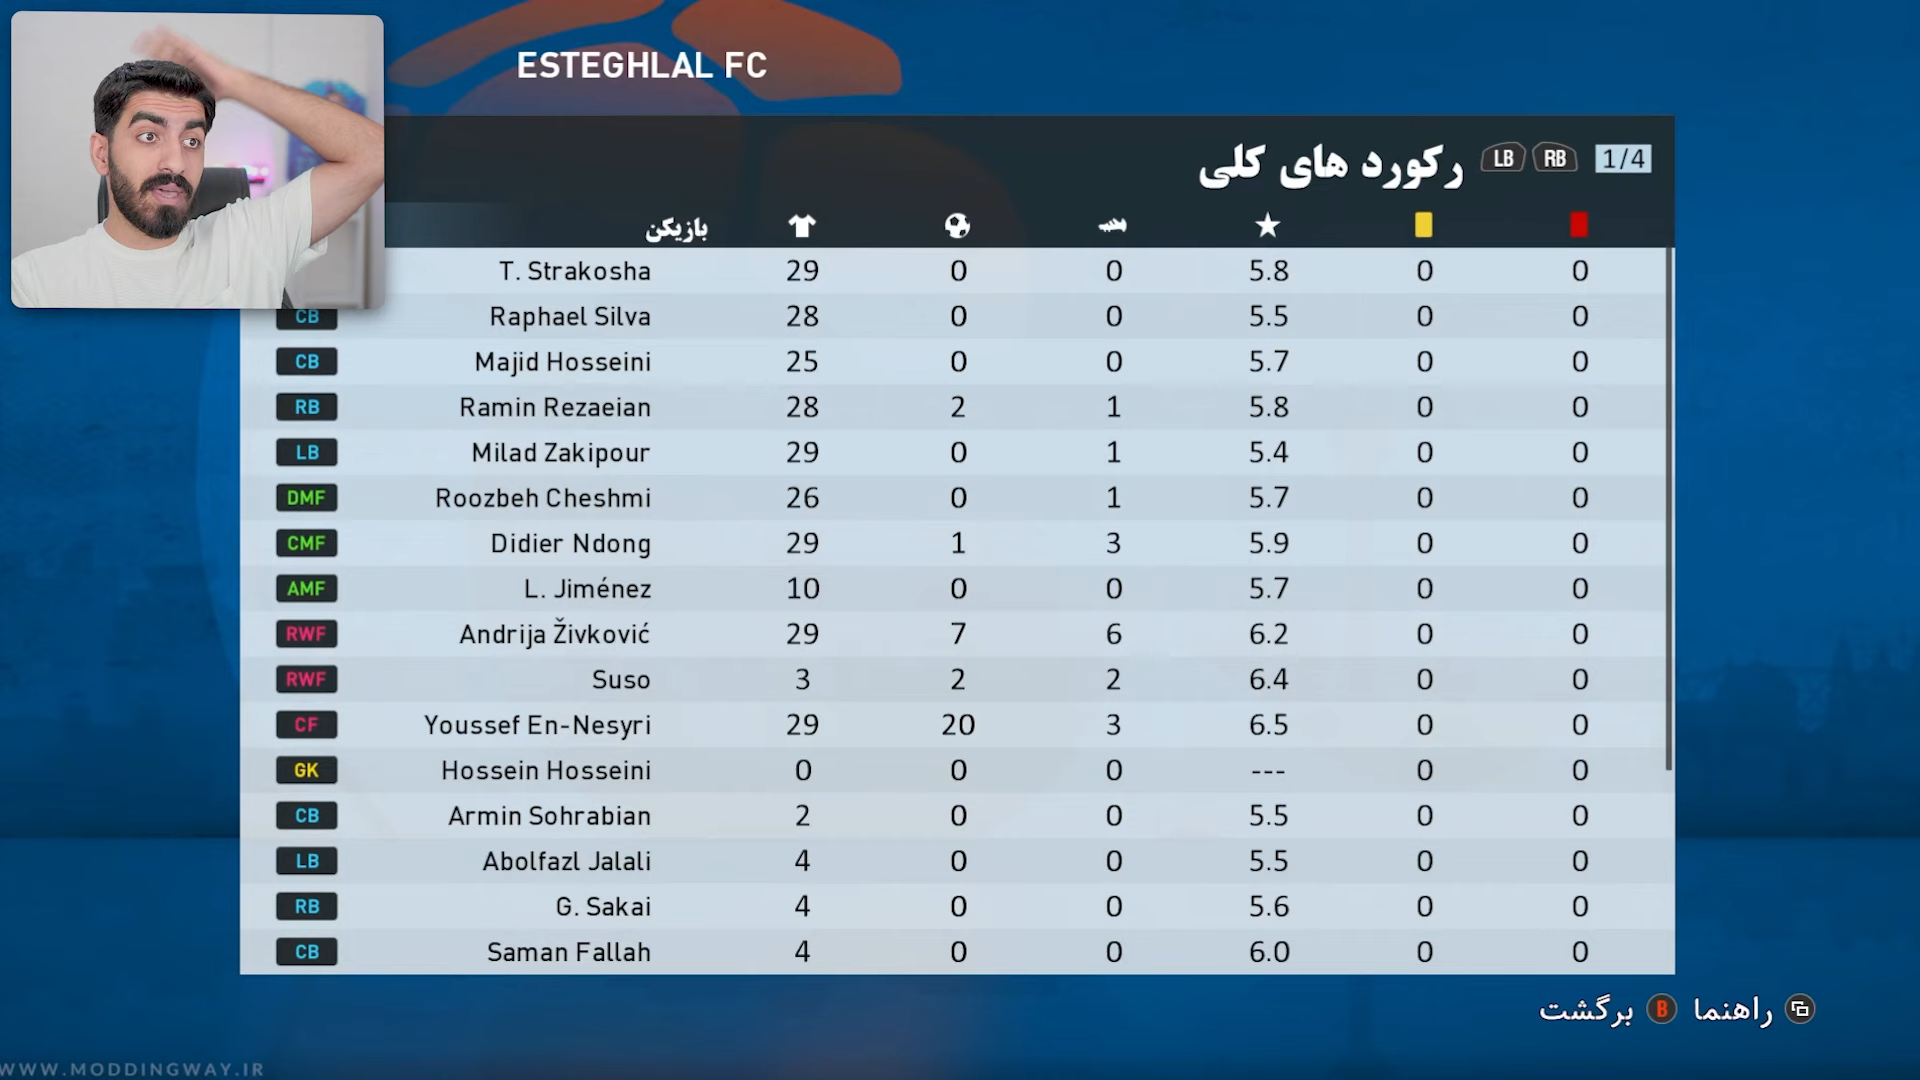 ESTEGHLAL FC
رکورد های کلی LB RB 1/4
بازیکن
T. Strakosha 29 0 0 5.8 0 0
CB Raphael Silva 28 0 0 5.5 0 0
CB Majid Hosseini 25 0 0 5.7 0 0
RB Ramin Rezaeian 28 2 1 5.8 0 0
LB Milad Zakipour 29 0 1 5.4 0 0
DMF Roozbeh Cheshmi 26 0 1 5.7 0 0
CMF Didier Ndong 29 1 3 5.9 0 0
AMF L. Jiménez 10 0 0 5.7 0 0
RWF Andrija Živković 29 7 6 6.2 0 0
RWF Suso 3 2 2 6.4 0 0
CF Youssef En-Nesyri 29 20 3 6.5 0 0
GK Hossein Hosseini 0 0 0 --- 0 0
CB Armin Sohrabian 2 0 0 5.5 0 0
LB Abolfazl Jalali 4 0 0 5.5 0 0
RB G. Sakai 4 0 0 5.6 0 0
CB Saman Fallah 4 0 0 6.0 0 0
راهنما B برگشت
WWW.MODDINGWAY.IR